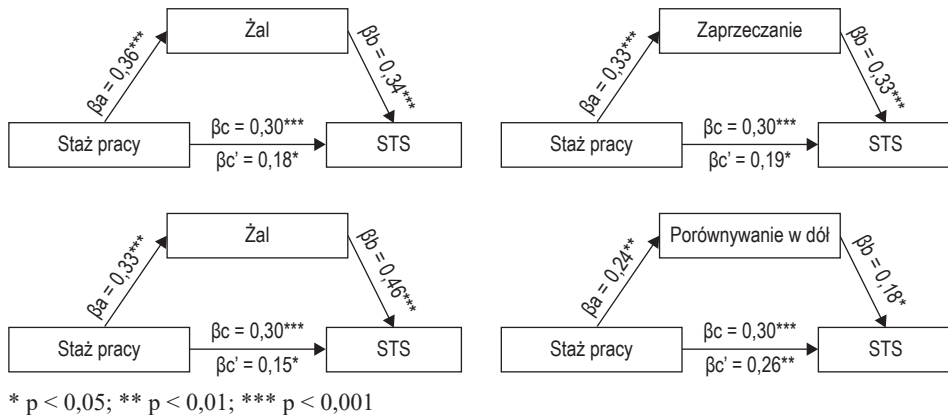 Żal
βa = 0,36***
βb = 0,34***
Staż pracy
βc = 0,30***
βc’ = 0,18*
STS
Zaprzeczanie
βa = 0,33***
βb = 0,33***
Staż pracy
βc = 0,30***
βc’ = 0,19*
STS
Żal
βa = 0,33***
βb = 0,46***
Staż pracy
βc = 0,30***
βc’ = 0,15*
STS
Porównywanie w dół
βa = 0,24**
βb = 0,18*
Staż pracy
βc = 0,30***
βc’ = 0,26**
STS
* p < 0,05; ** p < 0,01; *** p < 0,001